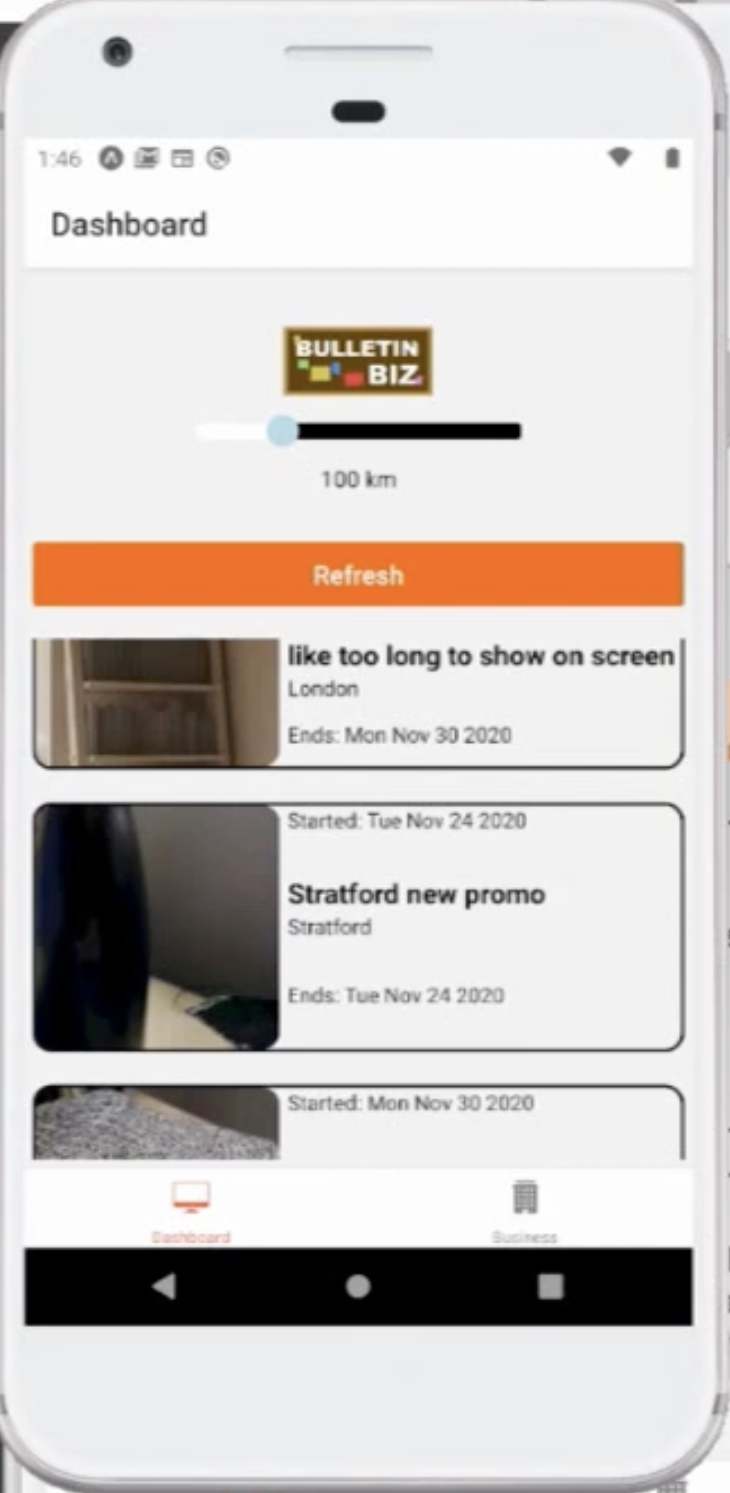 1:46
Dashboard
BULLETIN
BIZ
100 km
Refresh
like too long to show on screen
London
Ends: Mon Nov 30 2020
Started: Tue Nov 24 2020
Stratford new promo
Stratford
Ends: Tue Nov 24 2020
Started: Mon Nov 30 2020
Dashboard
Business